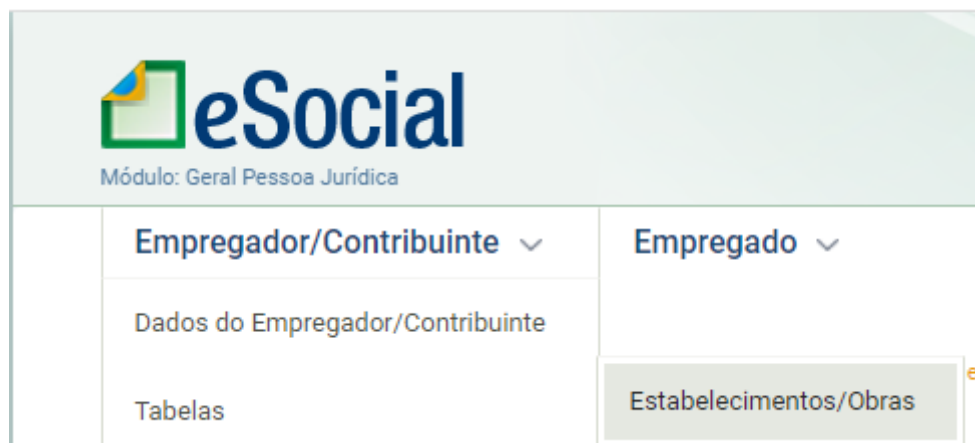 eSocial
Módulo: Geral Pessoa Jurídica
Empregador/Contribuinte
Empregado
Dados do Empregador/Contribuinte
Tabelas
Estabelecimentos/Obras